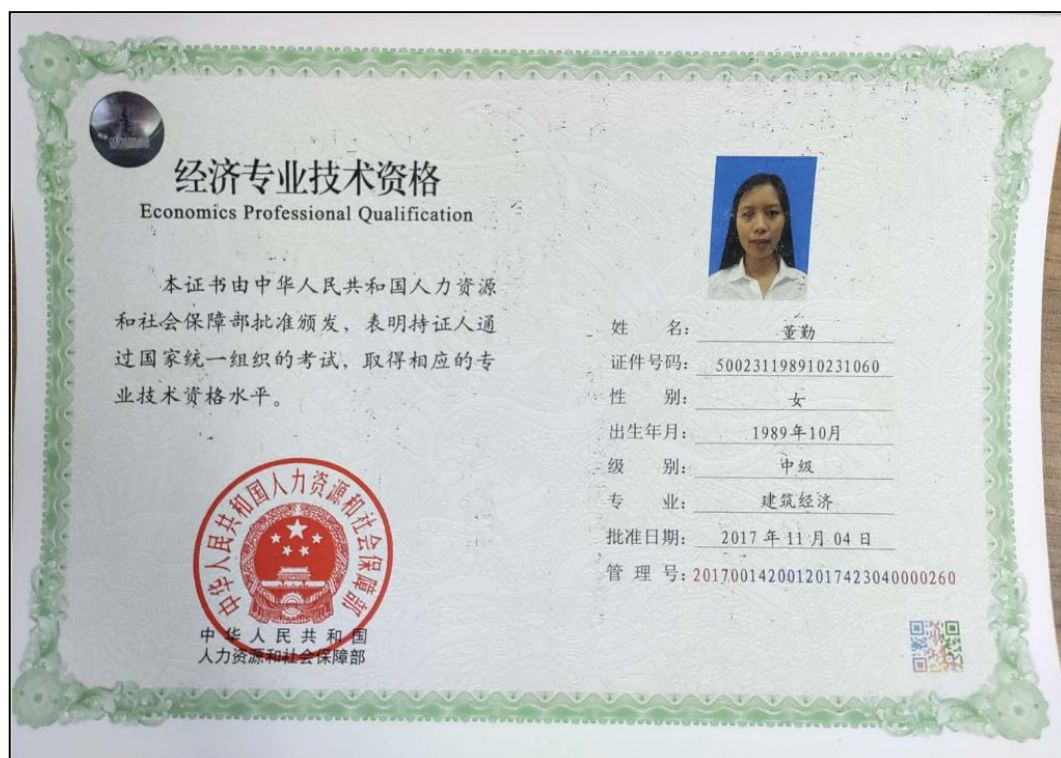 经济专业技术资格
Economics Professional Qualification
本证书由中华人民共和国人力资源
和社会保障部批准颁发，表明持证人通
过国家统一组织的考试，取得相应的专
业技术资格水平。
中华人民共和国人力资源和社会保障部
中华人民共和国
人力资源和社会保障部
姓 名： 董勤
证件号码： 500231198910231060
性 别： 女
出生年月： 1989年10月
级 别： 中级
专 业： 建筑经济
批准日期： 2017 年 11 月 04 日
管 理 号：2017001420012017423040000260